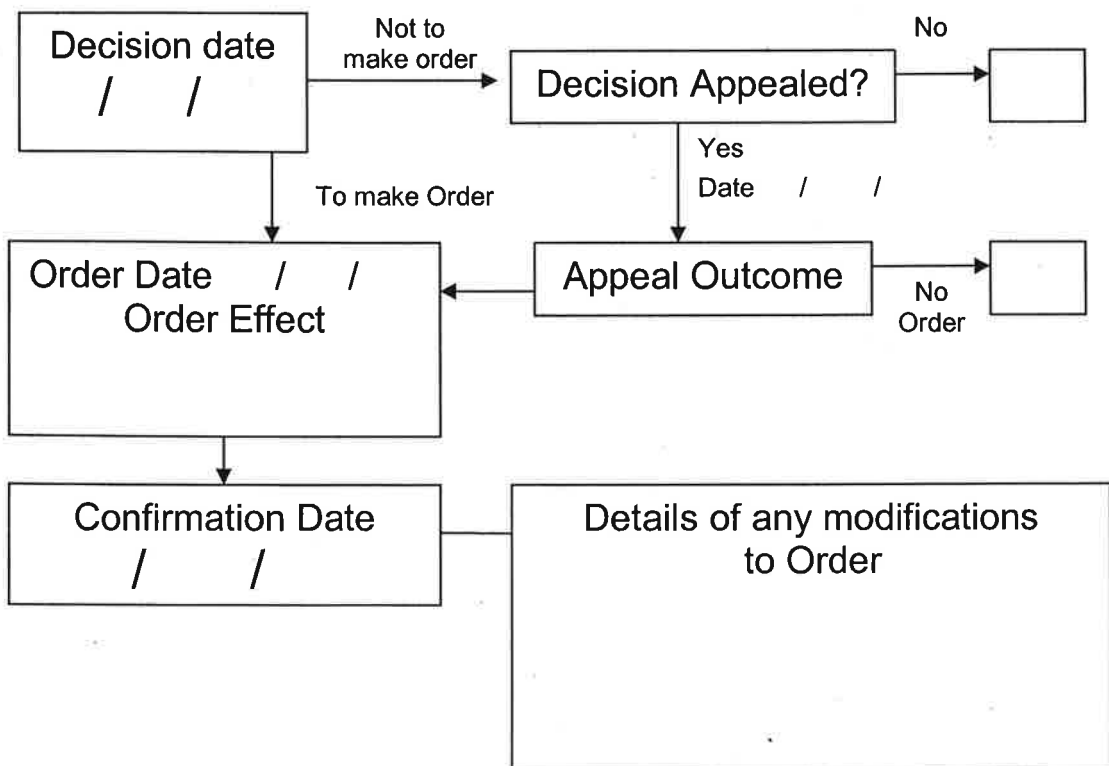 Decision date
/ /
Not to
make order
Decision Appealed?
No
Yes
Date / /
To make Order
Order Date / /
Order Effect
Appeal Outcome
No
Order
Confirmation Date
/ /
Details of any modifications
to Order